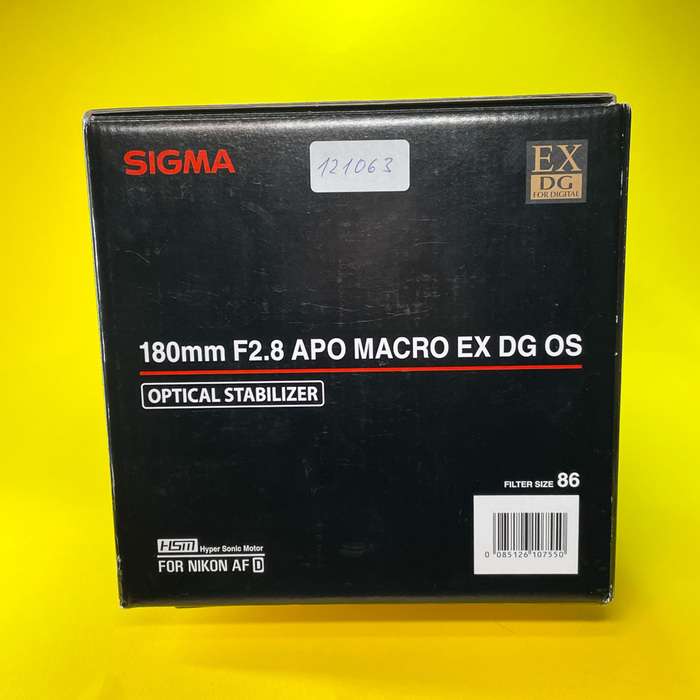 SIGMA
121063
EX
DG
FOR DIGITAL
180mm F2.8 APO MACRO EX DG OS
OPTICAL STABILIZER
FILTER SIZE 86
HSM Hyper Sonic Motor
FOR NIKON AF D
0 085126 107550